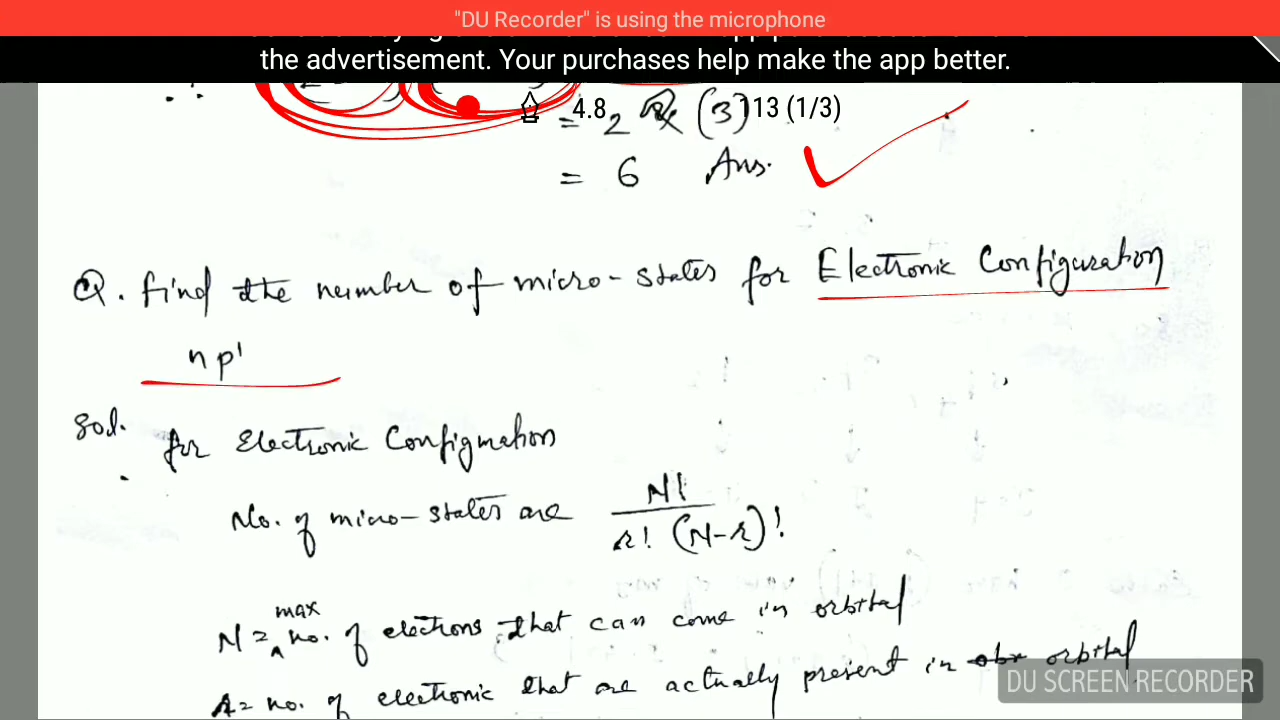 "DU Recorder" is using the microphone
the advertisement. Your purchases help make the app better.
4.8 113 (1/3)
= 2 (3)
= 6 Ans.
Q. find the number of micro-states for Electronic Configuration
np¹
Sol. for Electronic Configuration
No. of micro-states are N! / r! (N-r)!
N = max no. of electrons that can come in orbital
r = no. of electronic that are actually present in orbital
DU SCREEN RECORDER